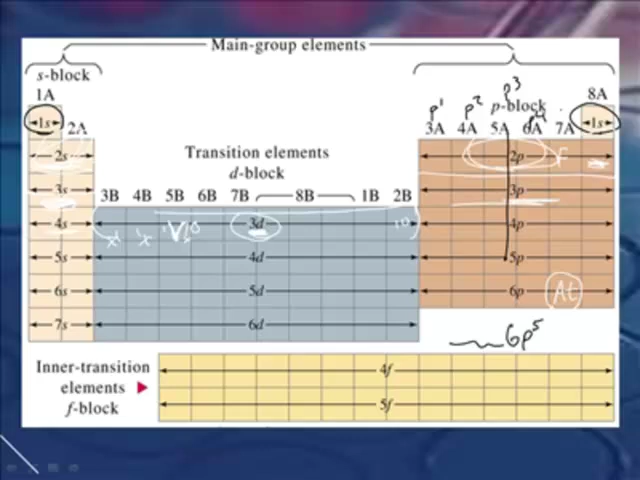 Main-group elements
s-block
1A
p³
8A
p¹ p² p-block p⁴
1s 2A
3A 4A 5A 6A 7A 1s
2s
Transition elements
2p F
d-block
3s
3p
3B 4B 5B 6B 7B 8B 1B 2B
4s 3d 10 4p
5s 4d 5p
6s 5d 6p At
7s 6d
6p⁵
Inner-transition
elements
f-block
4f
5f